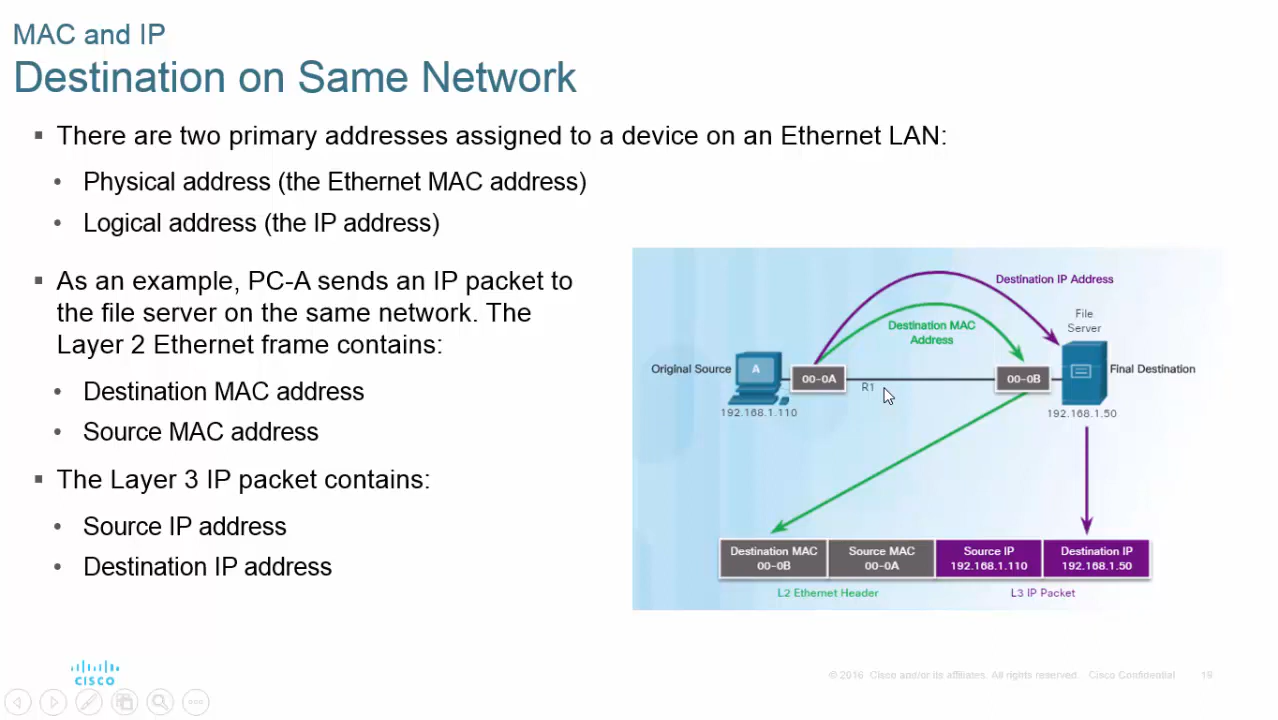 MAC and IP
Destination on Same Network
▪ There are two primary addresses assigned to a device on an Ethernet LAN:
• Physical address (the Ethernet MAC address)
• Logical address (the IP address)
▪ As an example, PC-A sends an IP packet to
the file server on the same network. The
Layer 2 Ethernet frame contains:
• Destination MAC address
• Source MAC address
▪ The Layer 3 IP packet contains:
• Source IP address
• Destination IP address
Destination IP Address
Destination MAC
Address
File
Server
Original Source
A
00-0A
R1
00-0B
Final Destination
192.168.1.110
192.168.1.50
Destination MAC
00-0B
Source MAC
00-0A
Source IP
192.168.1.110
Destination IP
192.168.1.50
L2 Ethernet Header
L3 IP Packet
CISCO
© 2016 Cisco and/or its affiliates. All rights reserved. Cisco Confidential
19